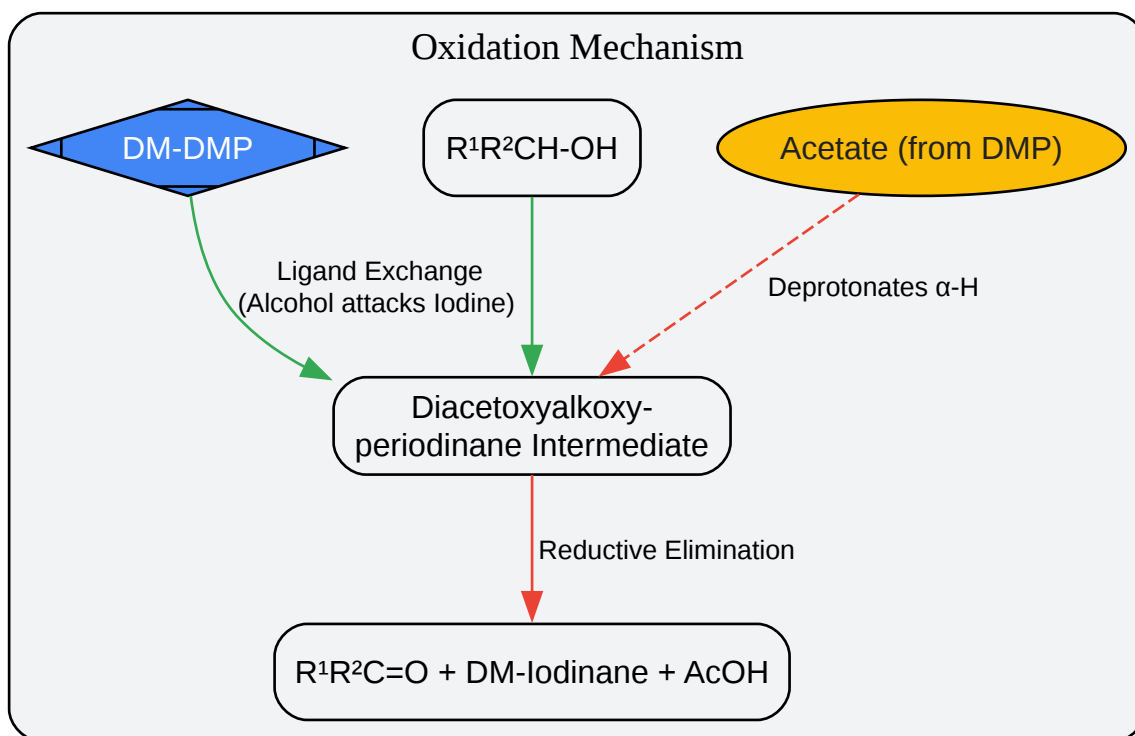 Oxidation Mechanism
DM-DMP
R¹R²CH-OH
Acetate (from DMP)
Ligand Exchange
(Alcohol attacks Iodine)
Deprotonates α-H
Diacetoxyalkoxy-
periodinane Intermediate
Reductive Elimination
R¹R²C=O + DM-Iodinane + AcOH